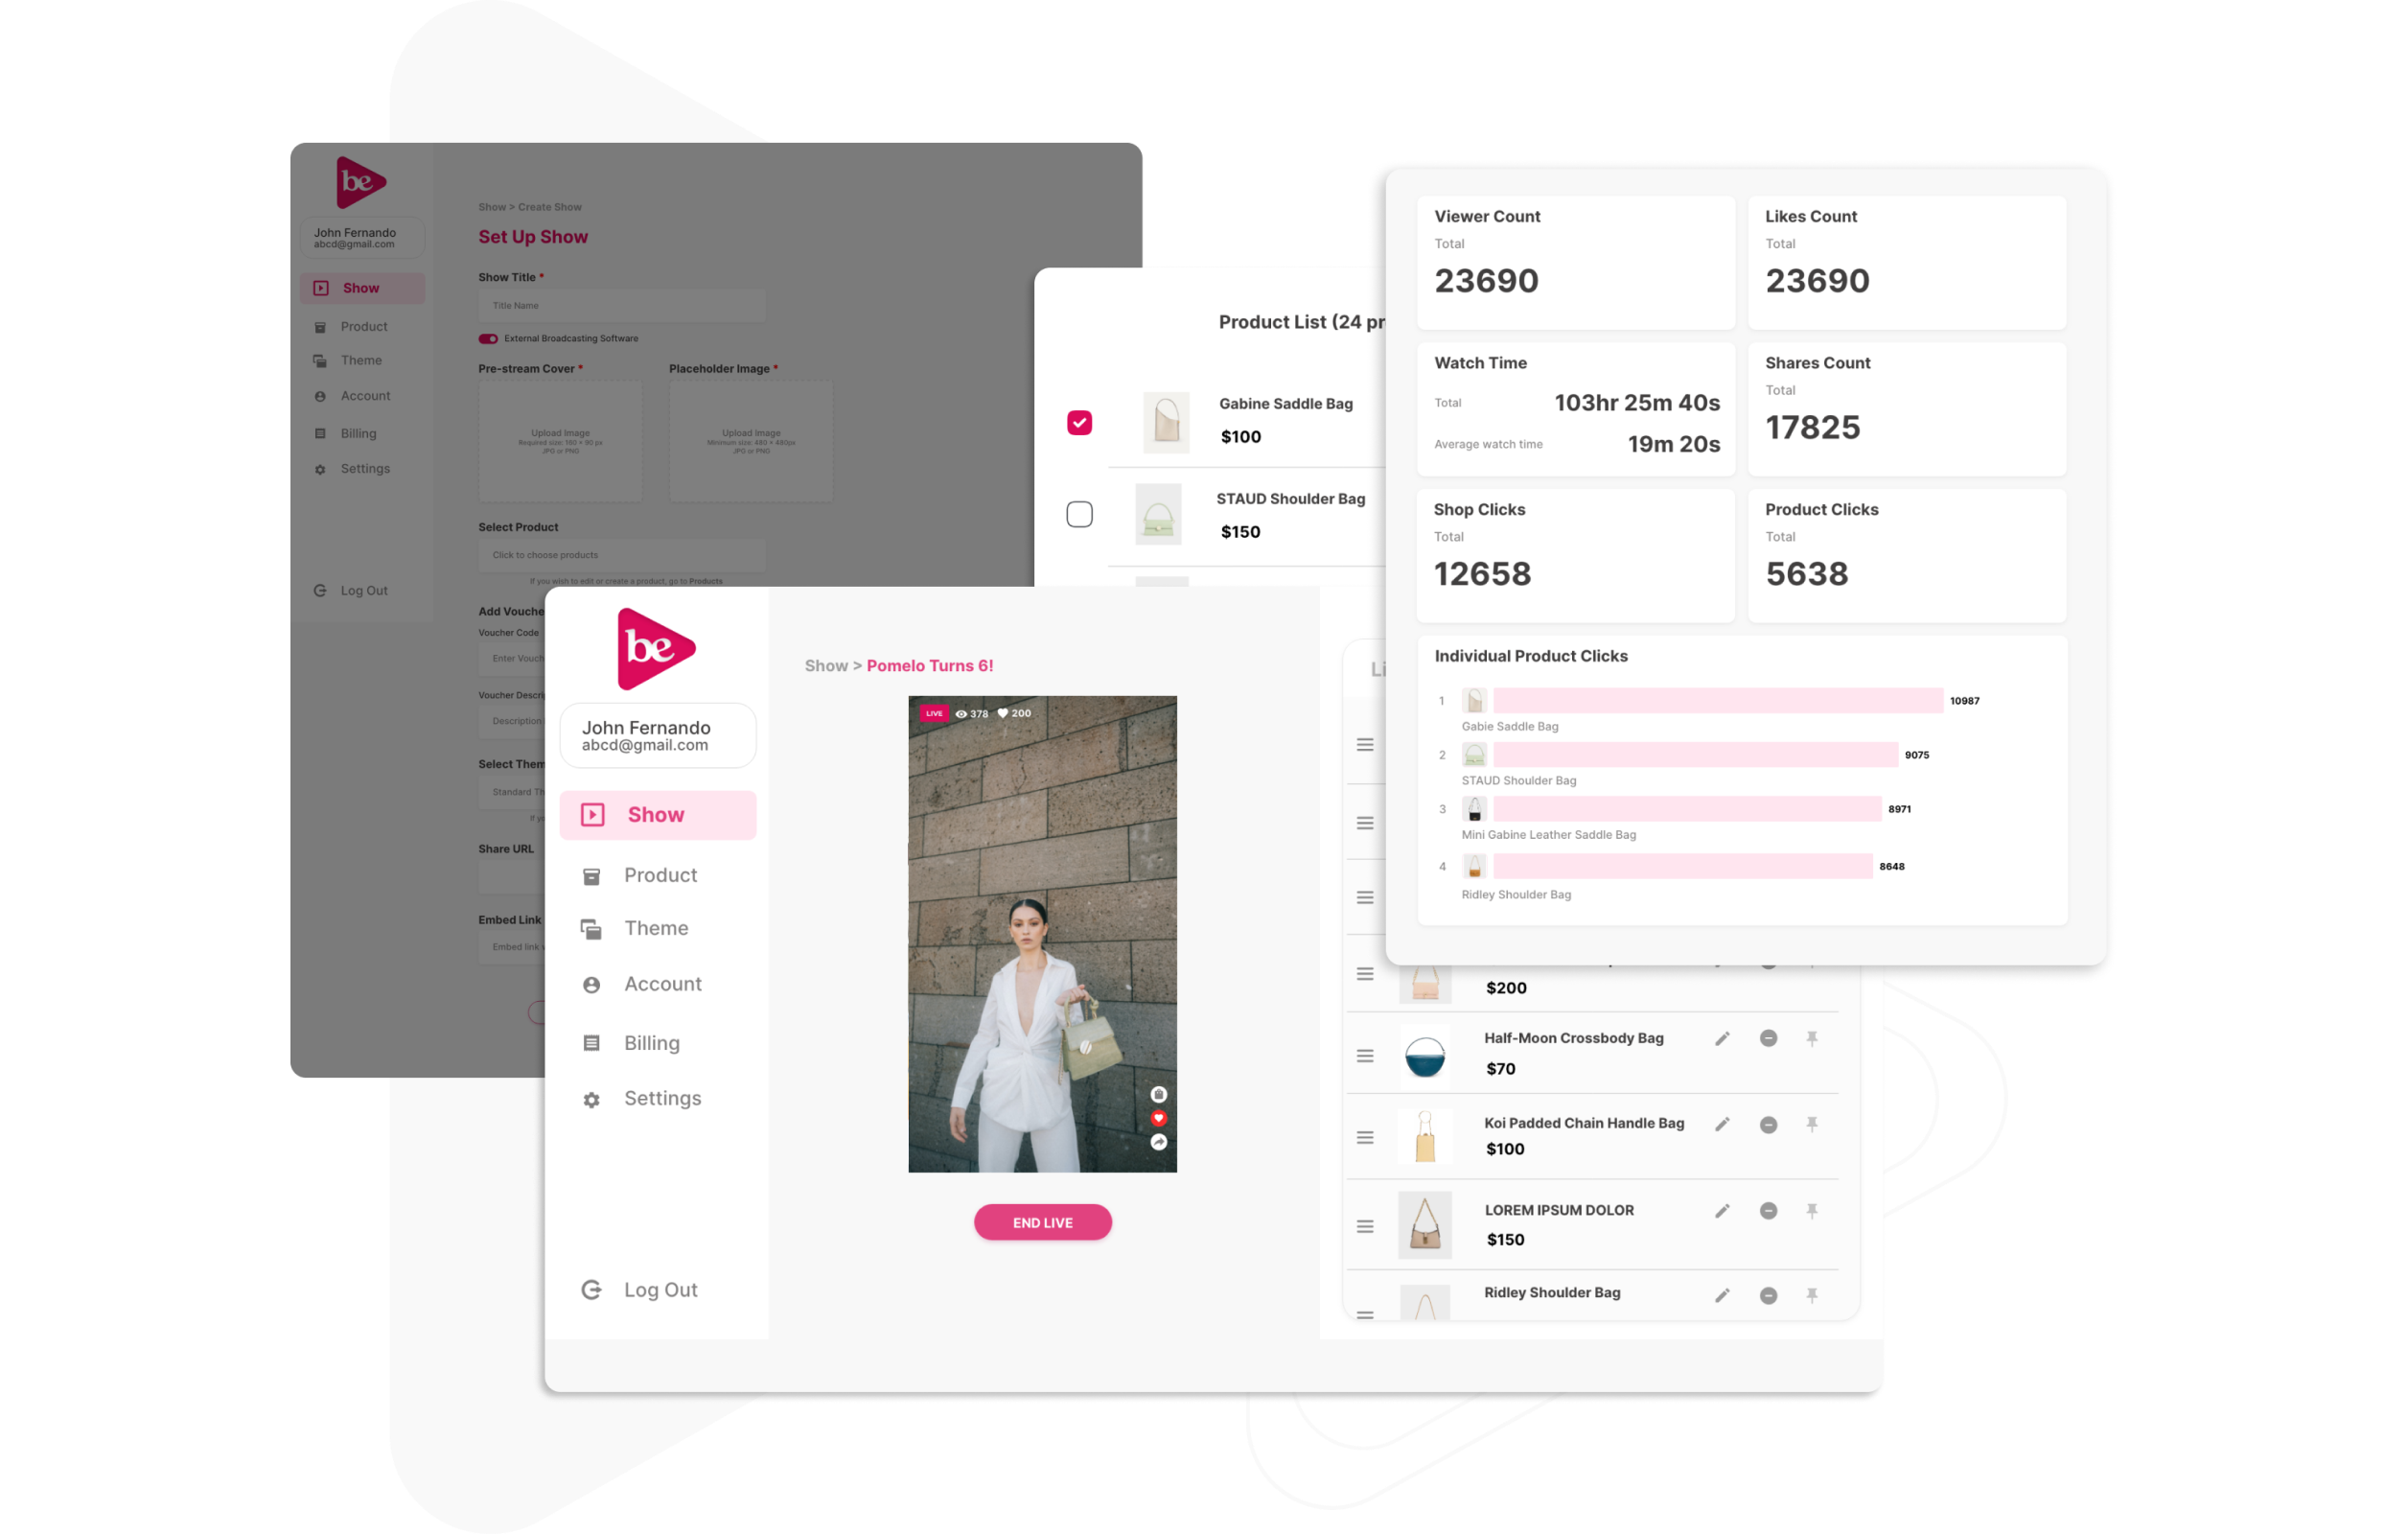 be
John Fernando
abcd@gmail.com
Show
Product
Theme
Account
Billing
Settings
Log Out
Show > Create Show
Set Up Show
Show Title *
Title Name
External Broadcasting Software
Pre-stream Cover *
Placeholder Image *
Upload Image
Required size: 160 × 90 px
JPG or PNG
Upload Image
Minimum size: 480 × 480px
JPG or PNG
Select Product
Click to choose products
If you wish to edit or create a product, go to Products
Add Vouche
Voucher Code
Enter Vouch
Voucher Descri
Description
Select Them
Standard Th
If yo
Share URL
Embed Link
Embed link
Product List (24 pr
Gabine Saddle Bag
$100
STAUD Shoulder Bag
$150
be
John Fernando
abcd@gmail.com
Show
Product
Theme
Account
Billing
Settings
Log Out
Show > Pomelo Turns 6!
LIVE 378 200
END LIVE
Li
$200
Half-Moon Crossbody Bag
$70
Koi Padded Chain Handle Bag
$100
LOREM IPSUM DOLOR
$150
Ridley Shoulder Bag
Viewer Count
Total
23690
Likes Count
Total
23690
Watch Time
Total 103hr 25m 40s
Average watch time 19m 20s
Shares Count
Total
17825
Shop Clicks
Total
12658
Product Clicks
Total
5638
Individual Product Clicks
1 10987
Gabie Saddle Bag
2 9075
STAUD Shoulder Bag
3 8971
Mini Gabine Leather Saddle Bag
4 8648
Ridley Shoulder Bag